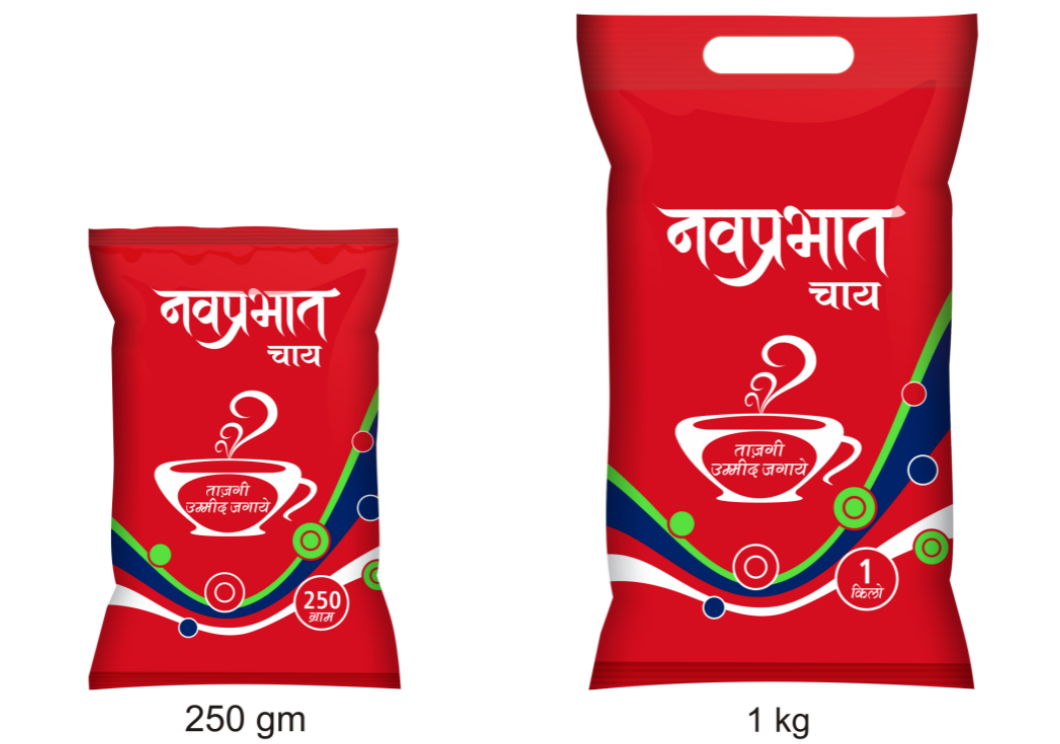 नवप्रभात
चाय
ताज़गी
उम्मीद जगाये
250
ग्राम
250 gm
नवप्रभात
चाय
ताज़गी
उम्मीद जगाये
1
किलो
1 kg